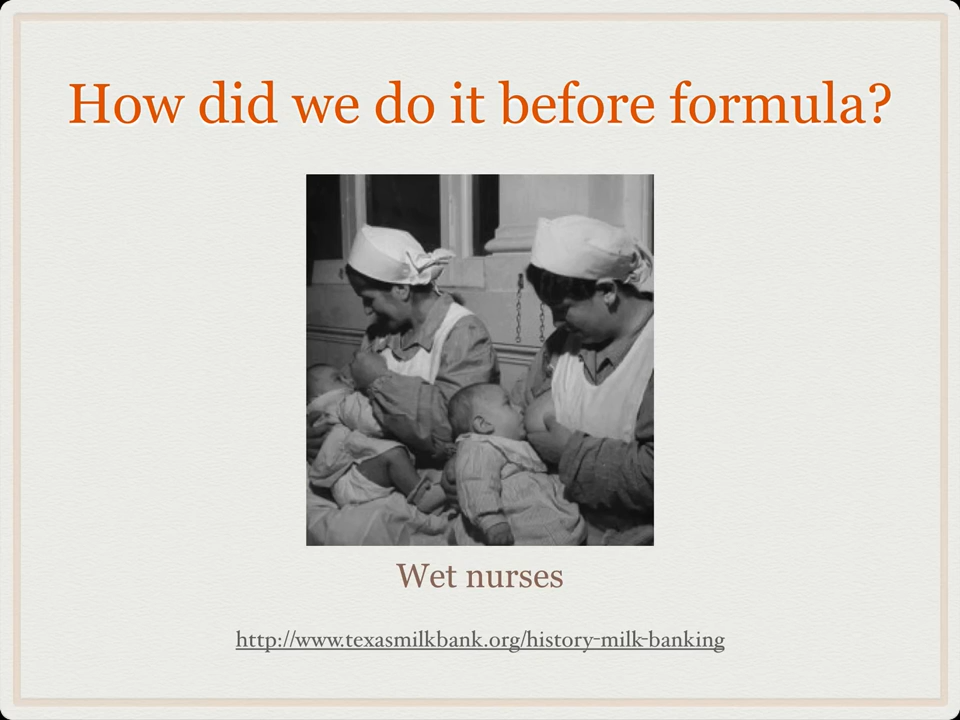 How did we do it before formula?
Wet nurses
http://www.texasmilkbank.org/history-milk-banking